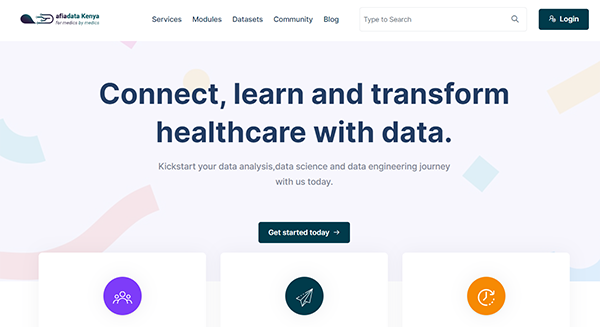 afiadata Kenya
for medics by medics
Services Modules Datasets Community Blog
Type to Search
Login
Connect, learn and transform
healthcare with data.
Kickstart your data analysis,data science and data engineering journey
with us today.
Get started today →